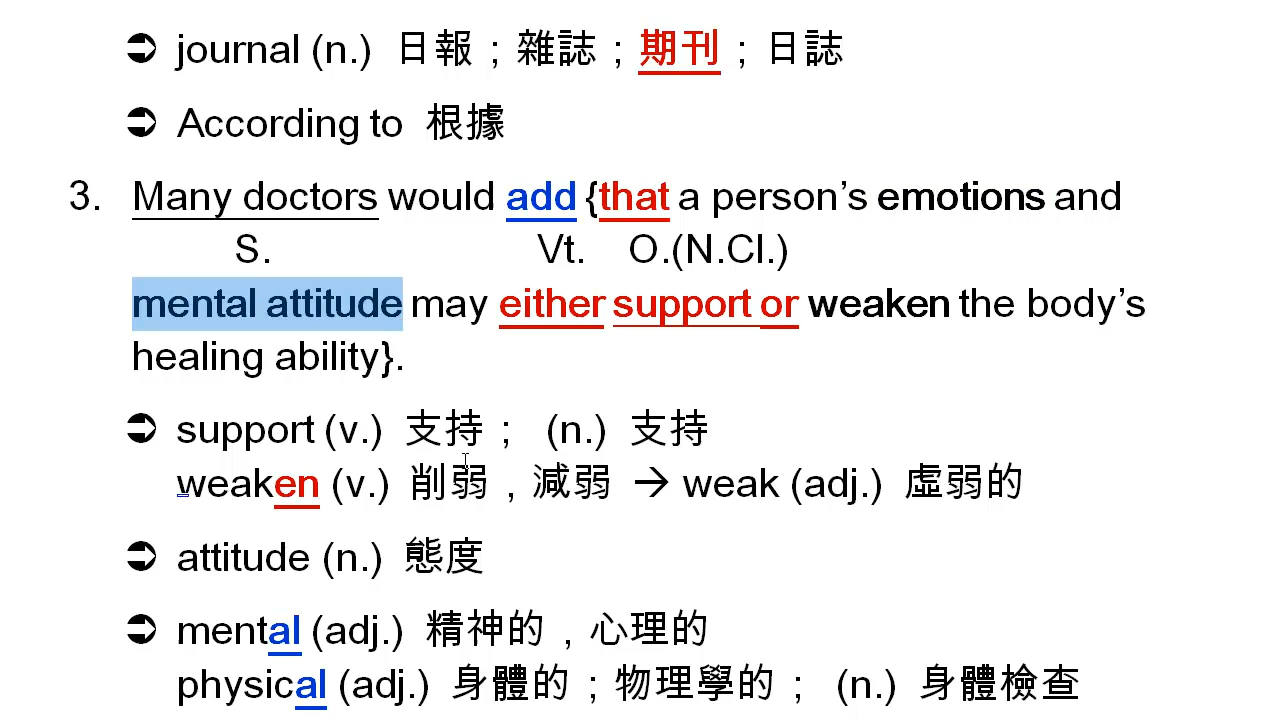 ➲ journal (n.) 日報；雜誌；期刊；日誌
➲ According to 根據
3. Many doctors would add {that a person’s emotions and
S. Vt. O.(N.Cl.)
mental attitude may either support or weaken the body’s
healing ability}.
➲ support (v.) 支持； (n.) 支持
weaken (v.) 削弱，減弱 → weak (adj.) 虛弱的
➲ attitude (n.) 態度
➲ mental (adj.) 精神的，心理的
physical (adj.) 身體的；物理學的； (n.) 身體檢查